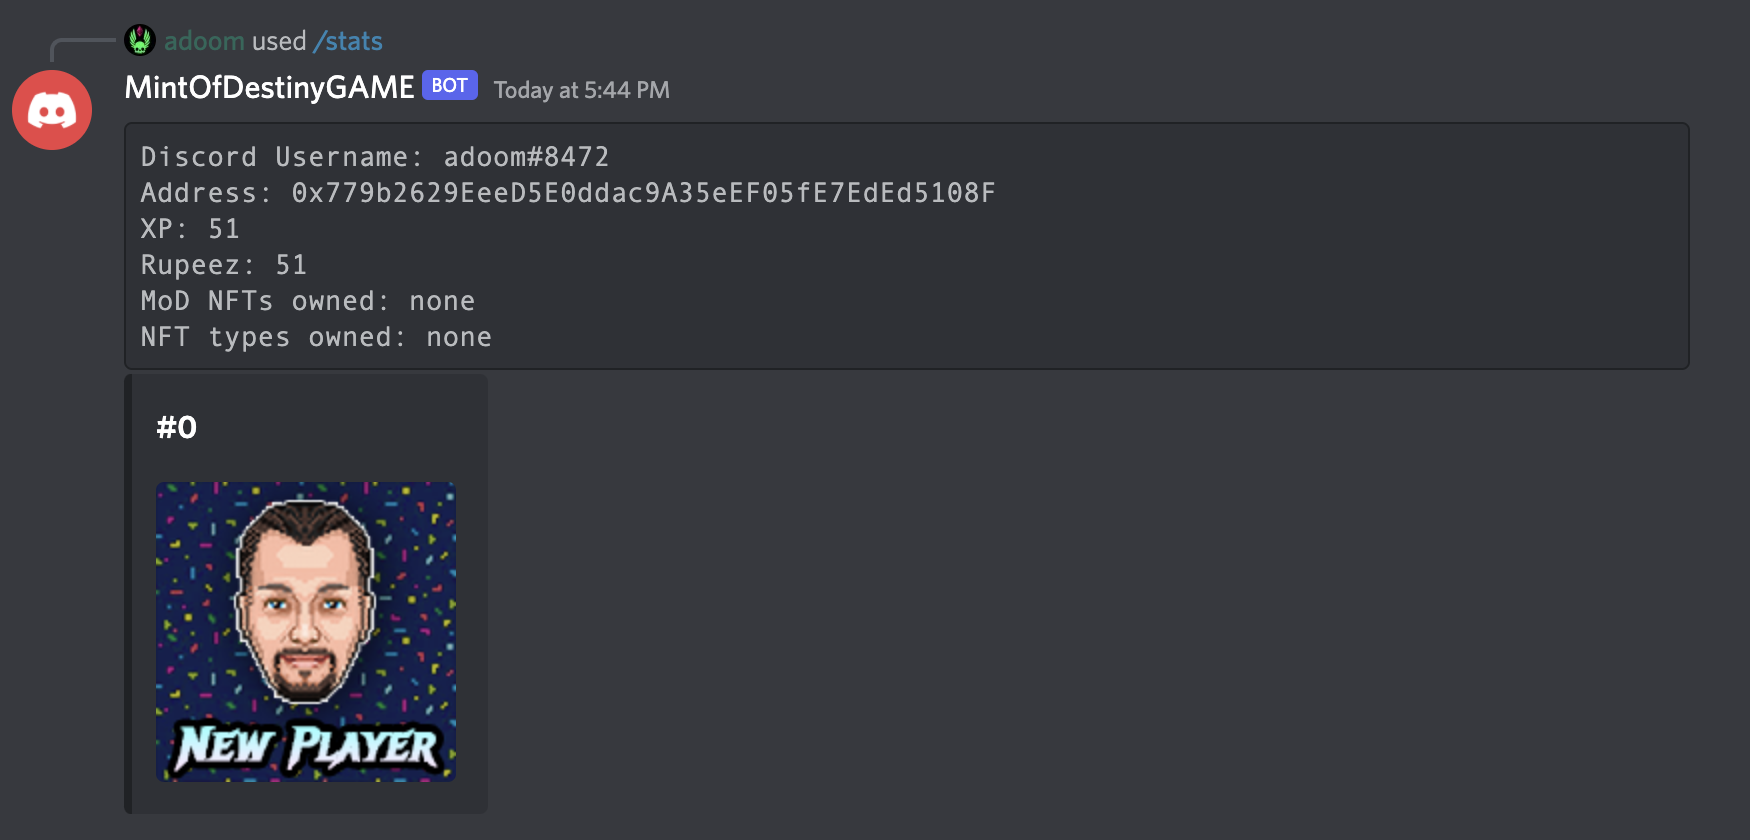 adoom used /stats
MintOfDestinyGAME BOT Today at 5:44 PM
Discord Username: adoom#8472
Address: 0x779b2629EeeD5E0ddac9A35eEF05fE7EdEd5108F
XP: 51
Rupeez: 51
MoD NFTs owned: none
NFT types owned: none
#0
NEW PLAYER